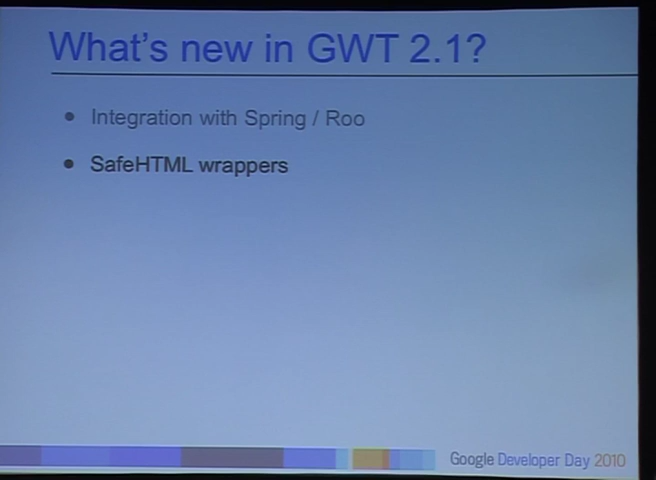 What's new in GWT 2.1?
• Integration with Spring / Roo
• SafeHTML wrappers
Google Developer Day 2010